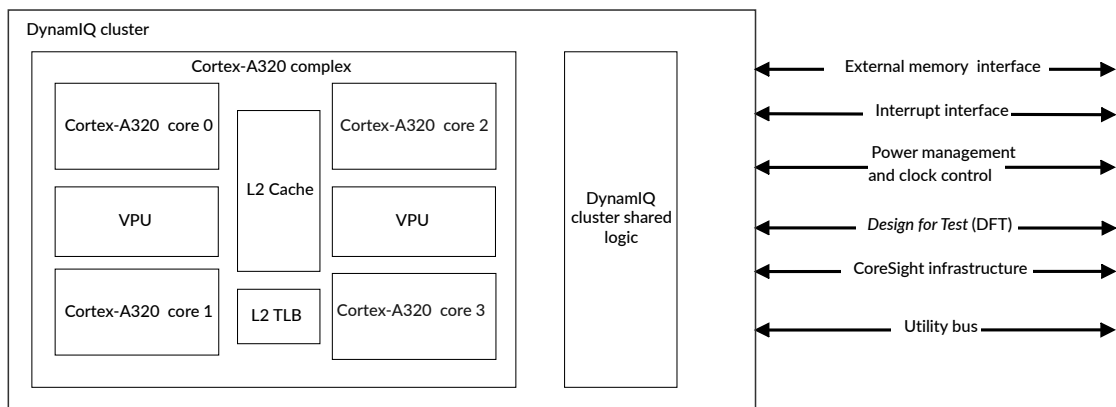 DynamIQ cluster
Cortex-A320 complex
Cortex-A320 core 0
Cortex-A320 core 2
L2 Cache
VPU
VPU
Cortex-A320 core 1
L2 TLB
Cortex-A320 core 3
DynamIQ
cluster shared
logic
External memory interface
Interrupt interface
Power management
and clock control
Design for Test (DFT)
CoreSight infrastructure
Utility bus